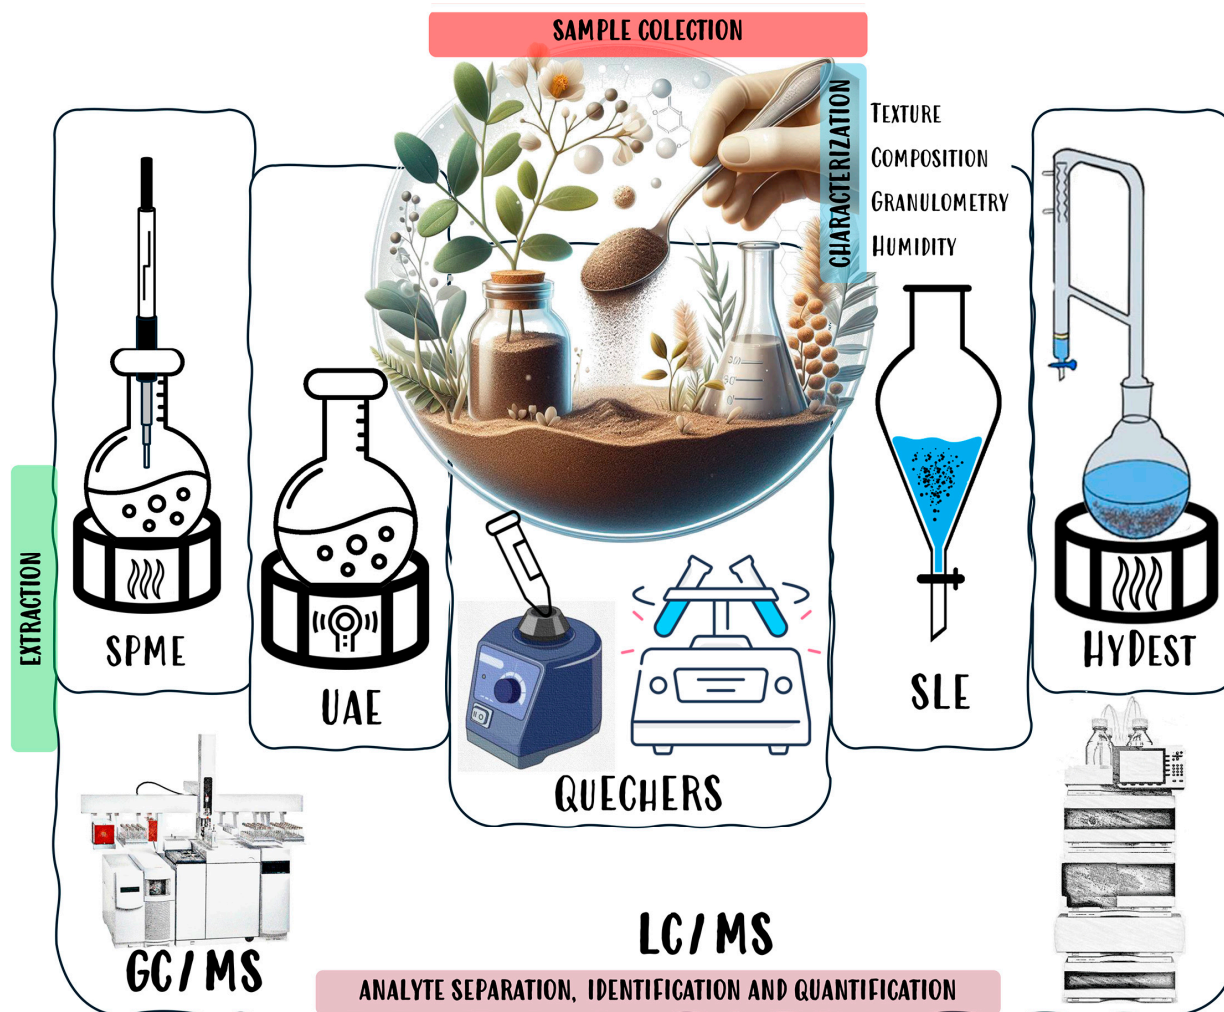 SAMPLE COLECTION
CHARACTERIZATION
TEXTURE
COMPOSITION
GRANULOMETRY
HUMIDITY
EXTRACTION
SPME
UAE
QUECHERS
SLE
HYDEST
GC/MS
LC/MS
ANALYTE SEPARATION, IDENTIFICATION AND QUANTIFICATION